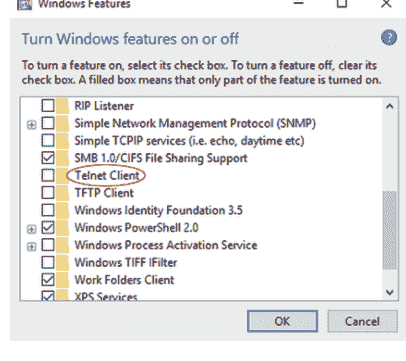 Windows Features
Turn Windows features on or off
To turn a feature on, select its check box. To turn a feature off, clear its
check box. A filled box means that only part of the feature is turned on.
RIP Listener
Simple Network Management Protocol (SNMP)
Simple TCPIP services (i.e. echo, daytime etc)
SMB 1.0/CIFS File Sharing Support
Telnet Client
TFTP Client
Windows Identity Foundation 3.5
Windows PowerShell 2.0
Windows Process Activation Service
Windows TIFF IFilter
Work Folders Client
XPS Services
OK Cancel